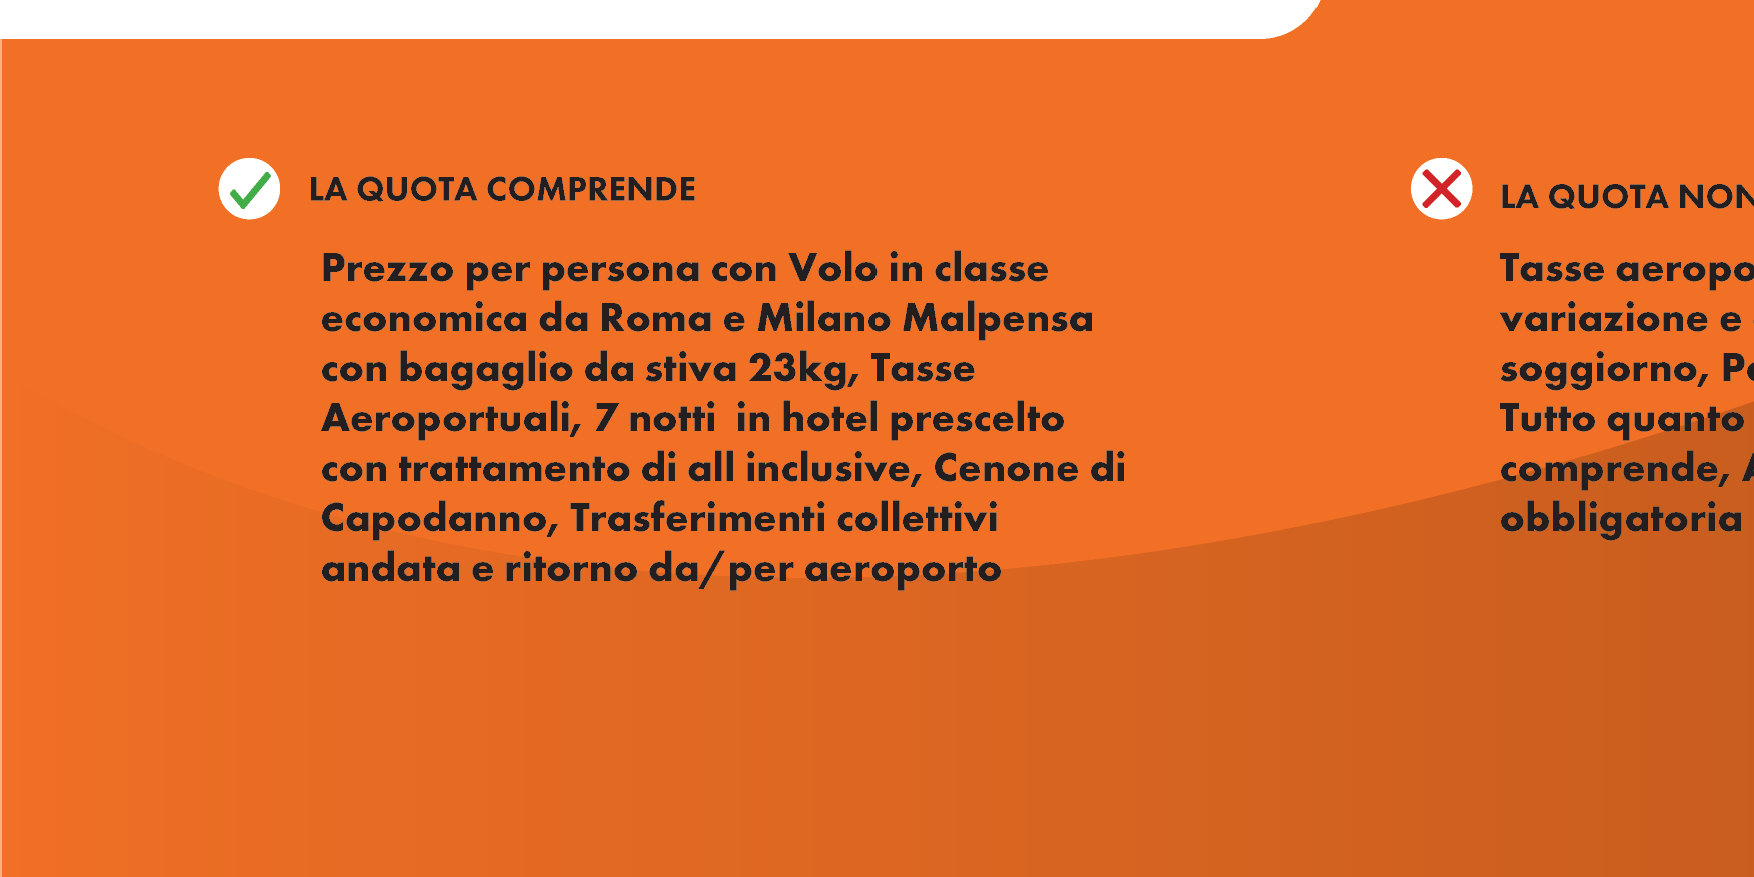 LA QUOTA COMPRENDE
Prezzo per persona con Volo in classe
economica da Roma e Milano Malpensa
con bagaglio da stiva 23kg, Tasse
Aeroportuali, 7 notti in hotel prescelto
con trattamento di all inclusive, Cenone di
Capodanno, Trasferimenti collettivi
andata e ritorno da/per aeroporto
LA QUOTA NON
Tasse
variazione e
soggiorno,
Tutto quanto
comprende,
obbligatoria